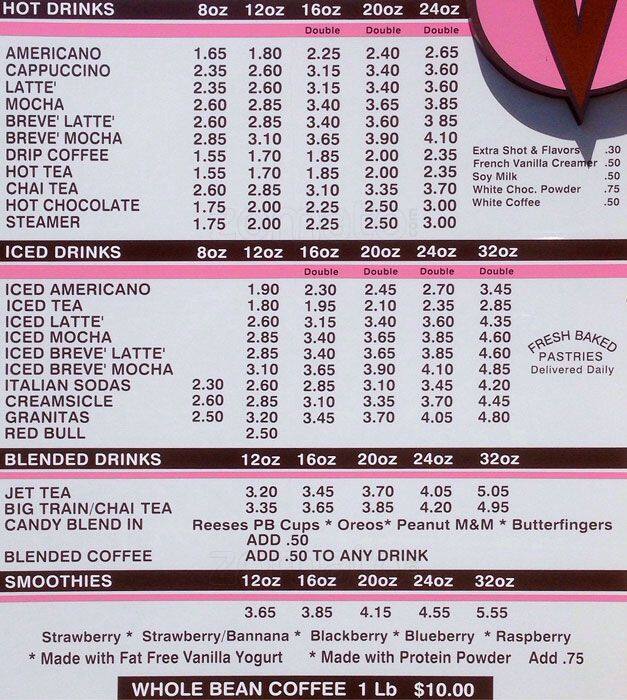 HOT DRINKS 8oz 12oz 16oz 20oz 24oz
Double Double Double
AMERICANO 1.65 1.80 2.25 2.40 2.65
CAPPUCCINO 2.35 2.60 3.15 3.40 3.60
LATTE' 2.35 2.60 3.15 3.40 3.60
MOCHA 2.60 2.85 3.40 3.65 3.85
BREVE' LATTE' 2.60 2.85 3.40 3.60 3 85
BREVE' MOCHA 2.85 3.10 3.65 3.90 4.10
DRIP COFFEE 1.55 1.70 1.85 2.00 2.35
HOT TEA 1.55 1.70 1.85 2.00 2.35
CHAI TEA 2.60 2.85 3.10 3.35 3.70
HOT CHOCOLATE 1.75 2.00 2.25 2.50 3.00
STEAMER 1.75 2.00 2.25 2.50 3.00
Extra Shot & Flavors .30
French Vanilla Creamer .50
Soy Milk .50
White Choc. Powder .75
White Coffee .50
ICED DRINKS 8oz 12oz 16oz 20oz 24oz 32oz
Double Double Double Double
ICED AMERICANO 1.90 2.30 2.45 2.70 3.45
ICED TEA 1.80 1.95 2.10 2.35 2.85
ICED LATTE' 2.60 3.15 3.40 3.60 4.35
ICED MOCHA 2.85 3.40 3.65 3.85 4.60
ICED BREVE' LATTE' 2.85 3.40 3.65 3.85 4.60
ICED BREVE' MOCHA 3.10 3.65 3.90 4.10 4.85
ITALIAN SODAS 2.30 2.60 2.85 3.10 3.45 4.20
CREAMSICLE 2.60 2.85 3.10 3.35 3.70 4.45
GRANITAS 2.50 3.20 3.45 3.70 4.05 4.80
RED BULL 2.50
FRESH BAKED
PASTRIES
Delivered Daily
BLENDED DRINKS 12oz 16oz 20oz 24oz 32oz
JET TEA 3.20 3.45 3.70 4.05 5.05
BIG TRAIN/CHAI TEA 3.35 3.65 3.85 4.20 4.95
CANDY BLEND IN Reeses PB Cups * Oreos* Peanut M&M * Butterfingers
ADD .50
BLENDED COFFEE ADD .50 TO ANY DRINK
SMOOTHIES 12oz 16oz 20oz 24oz 32oz
3.65 3.85 4.15 4.55 5.55
Strawberry * Strawberry/Bannana * Blackberry * Blueberry * Raspberry
* Made with Fat Free Vanilla Yogurt * Made with Protein Powder Add .75
WHOLE BEAN COFFEE 1 Lb $10.00